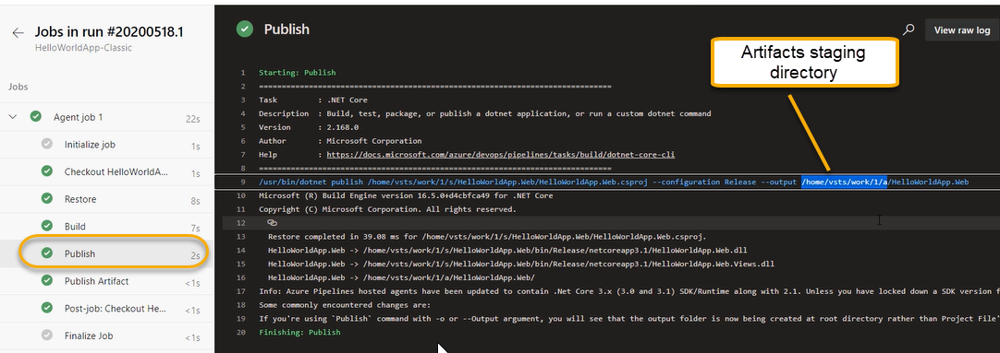 Jobs in run #20200518.1
HelloWorldApp-Classic
Jobs
Agent job 1 22s
Initialize job 1s
Checkout HelloWorldA... 1s
Restore 8s
Build 7s
Publish 2s
Publish Artifact <1s
Post-job: Checkout He... <1s
Finalize Job <1s
Publish
View raw log
Artifacts staging
directory
1 Starting: Publish
2 ==============================================================================
3 Task : .NET Core
4 Description : Build, test, package, or publish a dotnet application, or run a custom dotnet command
5 Version : 2.168.0
6 Author : Microsoft Corporation
7 Help : https://docs.microsoft.com/azure/devops/pipelines/tasks/build/dotnet-core-cli
8 ==============================================================================
9 /usr/bin/dotnet publish /home/vsts/work/1/s/HelloWorldApp.Web/HelloWorldApp.Web.csproj --configuration Release --output /home/vsts/work/1/a/HelloWorldApp.Web
10 Microsoft (R) Build Engine version 16.5.0+d4cbfca49 for .NET Core
11 Copyright (C) Microsoft Corporation. All rights reserved.
12
13 Restore completed in 39.08 ms for /home/vsts/work/1/s/HelloWorldApp.Web/HelloWorldApp.Web.csproj.
14 HelloWorldApp.Web -> /home/vsts/work/1/s/HelloWorldApp.Web/bin/Release/netcoreapp3.1/HelloWorldApp.Web.dll
15 HelloWorldApp.Web -> /home/vsts/work/1/s/HelloWorldApp.Web/bin/Release/netcoreapp3.1/HelloWorldApp.Web.Views.dll
16 HelloWorldApp.Web -> /home/vsts/work/1/a/HelloWorldApp.Web/
17 Info: Azure Pipelines hosted agents have been updated to contain .Net Core 3.x (3.0 and 3.1) SDK/Runtime along with 2.1. Unless you have locked down a SDK version f
18 Some commonly encountered changes are:
19 If you're using `Publish` command with -o or --Output argument, you will see that the output folder is now being created at root directory rather than Project File'
20 Finishing: Publish